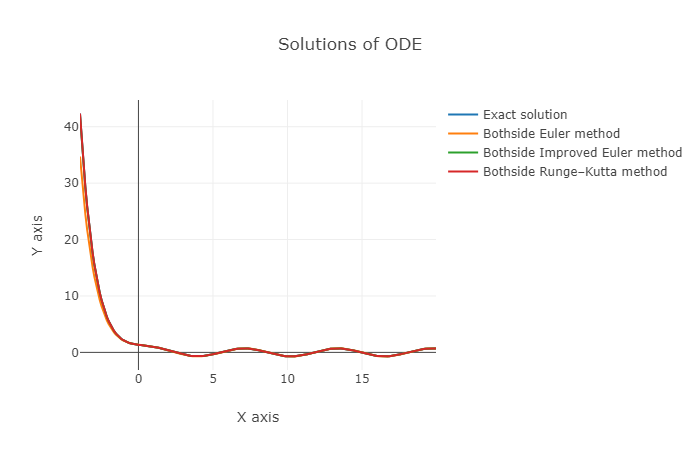 Solutions of ODE
Exact solution
Bothside Euler method
Bothside Improved Euler method
Bothside Runge–Kutta method
Y axis
40
30
20
10
0
0
5
10
15
X axis